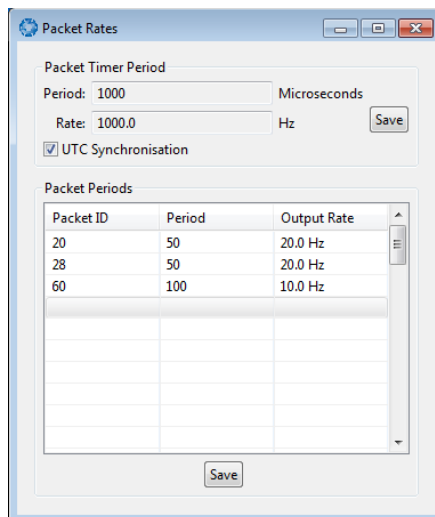 Packet Rates
Packet Timer Period
Period: 1000 Microseconds
Rate: 1000.0 Hz Save
UTC Synchronisation
Packet Periods
Packet ID Period Output Rate
20 50 20.0 Hz
28 50 20.0 Hz
60 100 10.0 Hz
Save